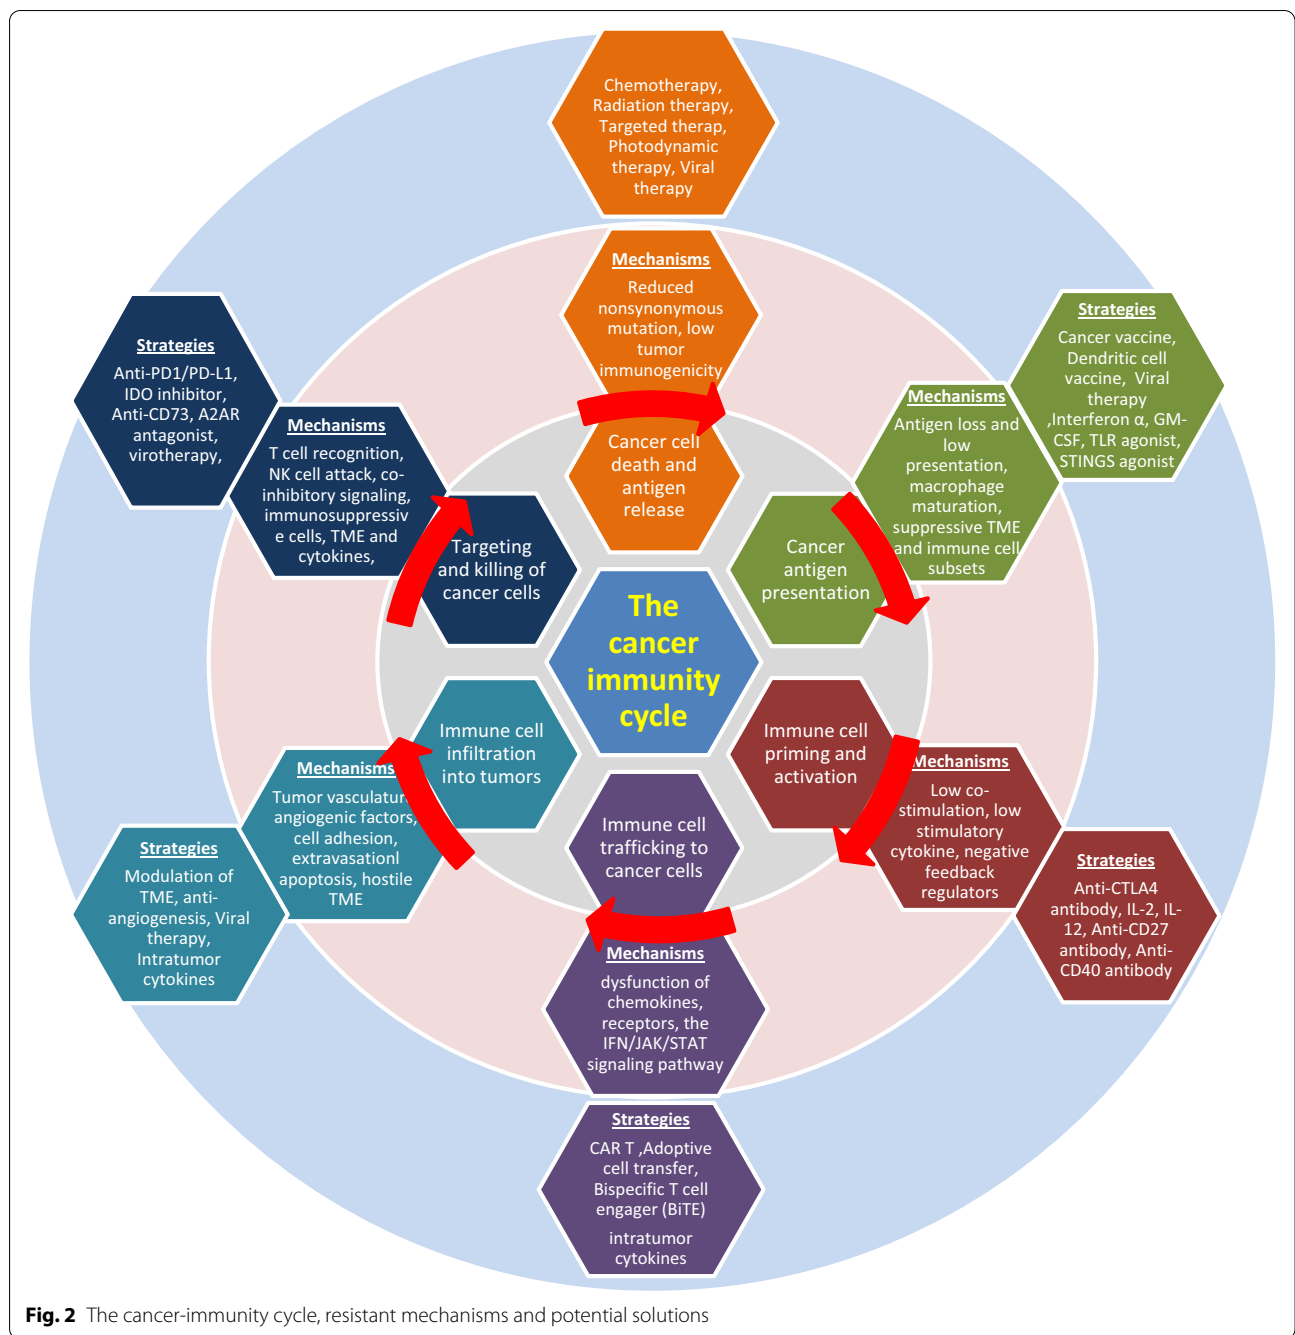 Chemotherapy,
Radiation therapy,
Targeted therap,
Photodynamic
therapy, Viral
therapy
Mechanisms
Reduced
nonsynonymous
mutation, low
tumor
immunogenicity
Cancer cell
death and
antigen
release
Strategies
Cancer vaccine,
Dendritic cell
vaccine, Viral
therapy
,Interferon α, GM-
CSF, TLR agonist,
STINGS agonist
Mechanisms
Antigen loss and
low
presentation,
macrophage
maturation,
suppressive TME
and immune cell
subsets
Cancer
antigen
presentation
Immune cell
priming and
activation
Mechanisms
Low co-
stimulation, low
stimulatory
cytokine, negative
feedback
regulators
Strategies
Anti-CTLA4
antibody, IL-2, IL-
12, Anti-CD27
antibody, Anti-
CD40 antibody
Immune cell
trafficking to
cancer cells
Mechanisms
dysfunction of
chemokines,
receptors, the
IFN/JAK/STAT
signaling pathway
Strategies
CAR T ,Adoptive
cell transfer,
Bispecific T cell
engager (BiTE)
intratumor
cytokines
Immune cell
infiltration
into tumors
Mechanisms
Tumor vasculatur
angiogenic factors,
cell adhesion,
extravasationl
apoptosis, hostile
TME
Strategies
Modulation of
TME, anti-
angiogenesis, Viral
therapy,
Intratumor
cytokines
Targeting
and killing of
cancer cells
Mechanisms
T cell recognition,
NK cell attack, co-
inhibitory signaling,
immunosuppressiv
e cells, TME and
cytokines,
Strategies
Anti-PD1/PD-L1,
IDO inhibitor,
Anti-CD73, A2AR
antagonist,
virotherapy,
The
cancer
immunity
cycle
Fig. 2 The cancer-immunity cycle, resistant mechanisms and potential solutions